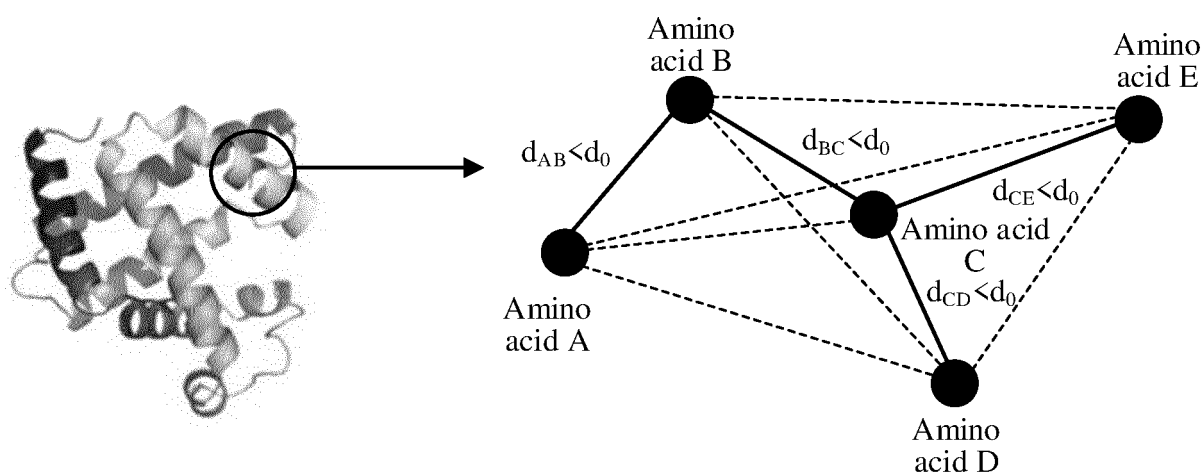 Amino
acid B
Amino
acid E
d_AB<d_0
d_BC<d_0
d_CE<d_0
Amino acid
C
d_CD<d_0
Amino
acid A
Amino
acid D